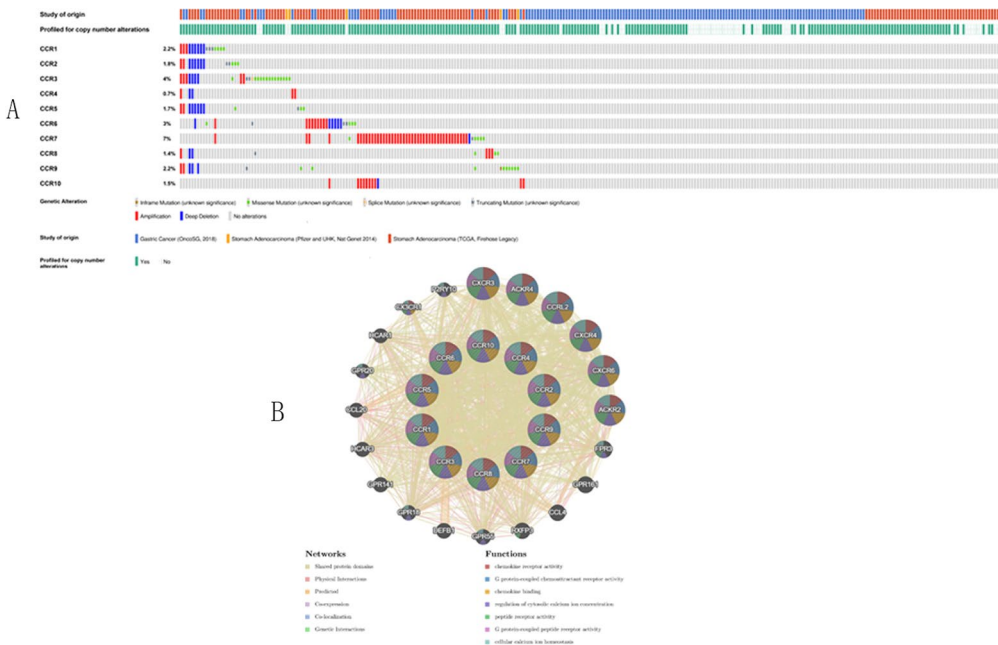 A
Study of origin
Profiled for copy number alterations
CCR1 2.2%
CCR2 1.8%
CCR3 4%
CCR4 0.7%
CCR5 1.7%
CCR6 3%
CCR7 7%
CCR8 1.4%
CCR9 2.2%
CCR10 1.5%
Genetic Alteration Inframe Mutation (unknown significance) Missense Mutation (unknown significance) Splice Mutation (unknown significance) Truncating Mutation (unknown significance)
Amplification Deep Deletion No alterations
Study of origin Gastric Cancer (OncoSG, 2018) Stomach Adenocarcinoma (Pfizer and UHK, Nat Genet 2014) Stomach Adenocarcinoma (TCGA, Firehose Legacy)
Profiled for copy number alterations Yes No
B
CXCR3
ACKR4
CCRL2
CXCR4
CXCR6
ACKR2
FPR3
CCL4
GPR18
GPR141
GPR20
CCR10
CCR4
CCR2
CCR9
CCR7
CCR8
CCR3
CCR1
CCR5
CCR6
Networks
Shared protein domains
Physical Interactions
Predicted
Co-expression
Co-localization
Genetic Interactions
Functions
chemokine receptor activity
G protein-coupled chemoattractant receptor activity
chemokine binding
regulation of cytosolic calcium ion concentration
peptide receptor activity
G protein-coupled peptide receptor activity
cellular calcium ion homeostasis